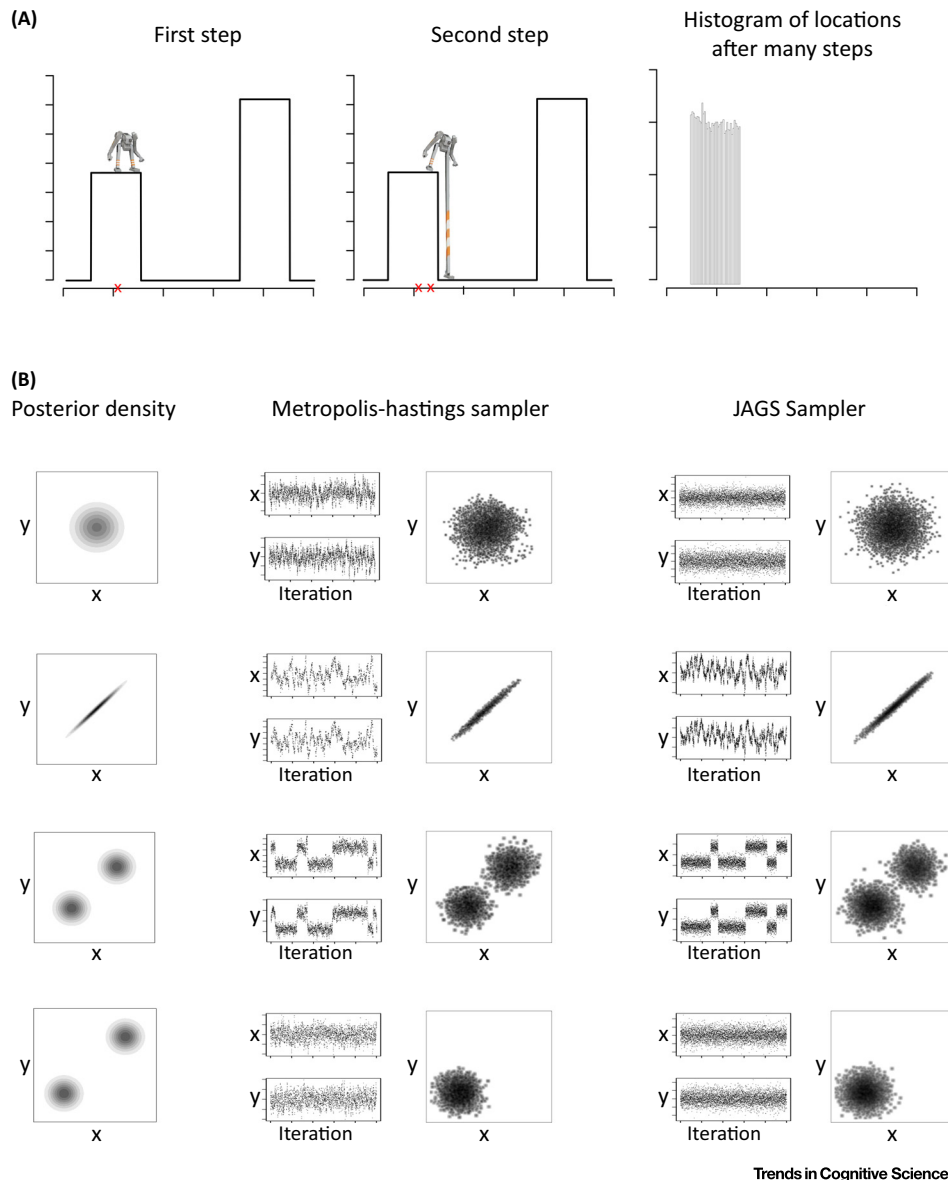 (A)
First step
Second step
Histogram of locations
after many steps
x
x x
(B)
Posterior density
Metropolis-hastings sampler
JAGS Sampler
y
x
x
y
Iteration
y
x
x
y
Iteration
y
x
y
x
x
y
Iteration
y
x
x
y
Iteration
y
x
y
x
x
y
Iteration
y
x
x
y
Iteration
y
x
y
x
x
y
Iteration
y
x
x
y
Iteration
y
x
Trends in Cognitive Science